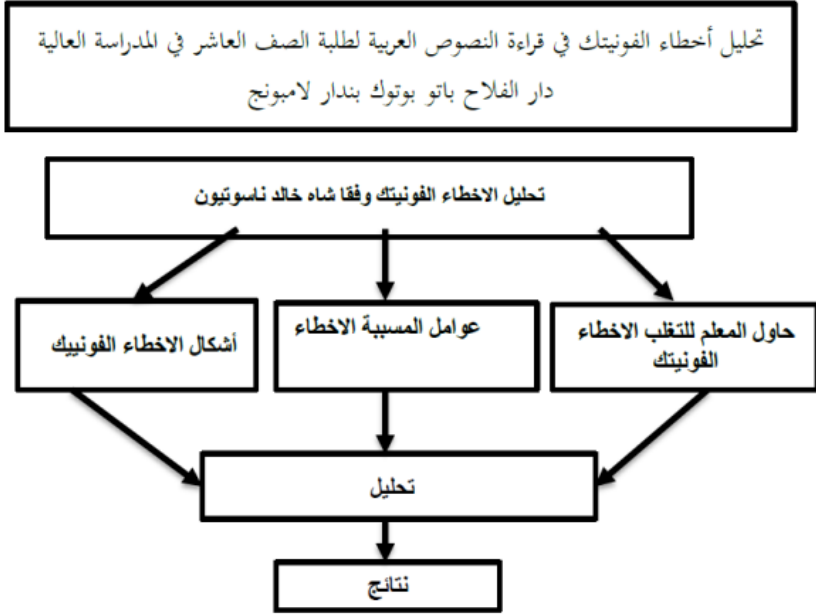 تحليل أخطاء الفونيتك في قراءة النصوص العربية لطلبة الصف العاشر في المدراسة العالية
دار الفلاح باتو بوتوك بندار لامبونج
تحليل الاخطاء الفونيتك وفقا شاه خالد ناسوتيون
حاول المعلم للتغلب الاخطاء
الفونيتك
عوامل المسببة الاخطاء
أشكال الاخطاء الفونييك
تحليل
نتائج